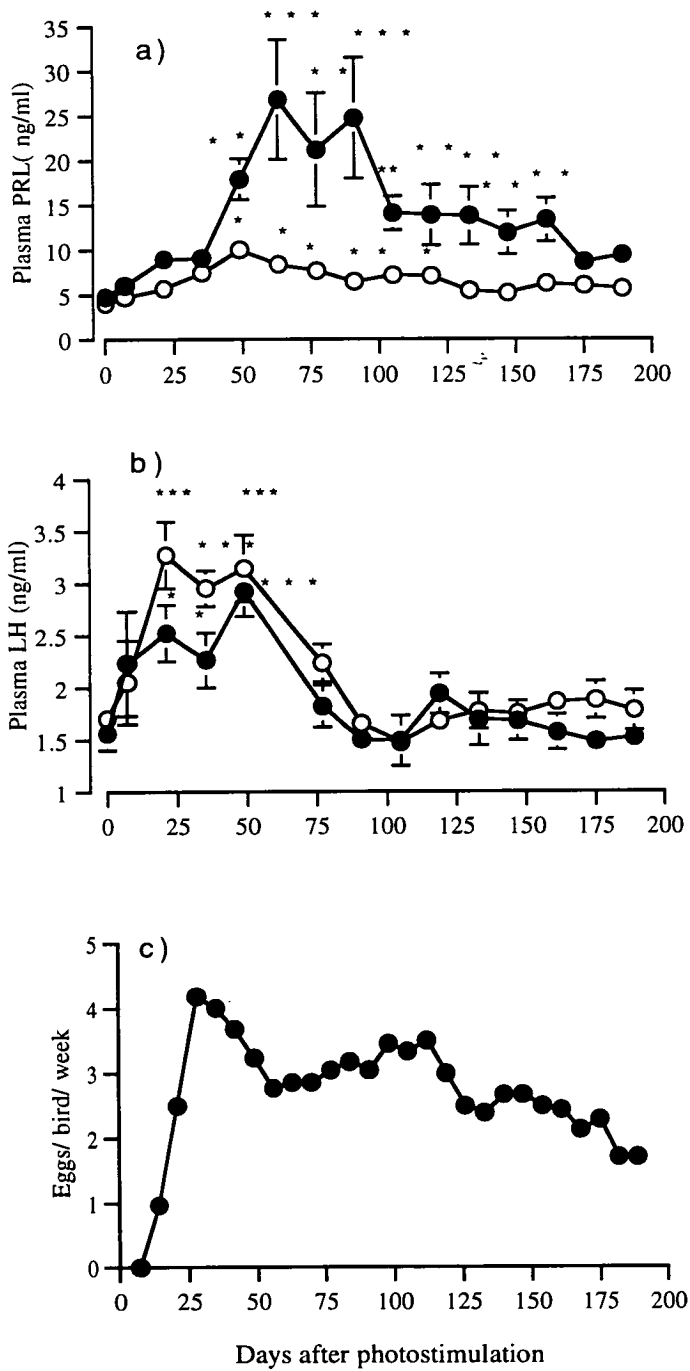 a)
Plasma PRL( ng/ml)
35
30
25
20
15
10
5
0
0 25 50 75 100 125 150 175 200
* * *
* * *
* *
* *
* *
* * *
* *
* *
*
*
*
* * *
b)
Plasma LH (ng/ml)
4
3.5
3
2.5
2
1.5
1
0 25 50 75 100 125 150 175 200
* * *
* * *
* * *
* * *
*
*
c)
Eggs/ bird/ week
5
4
3
2
1
0
0 25 50 75 100 125 150 175 200
Days after photostimulation